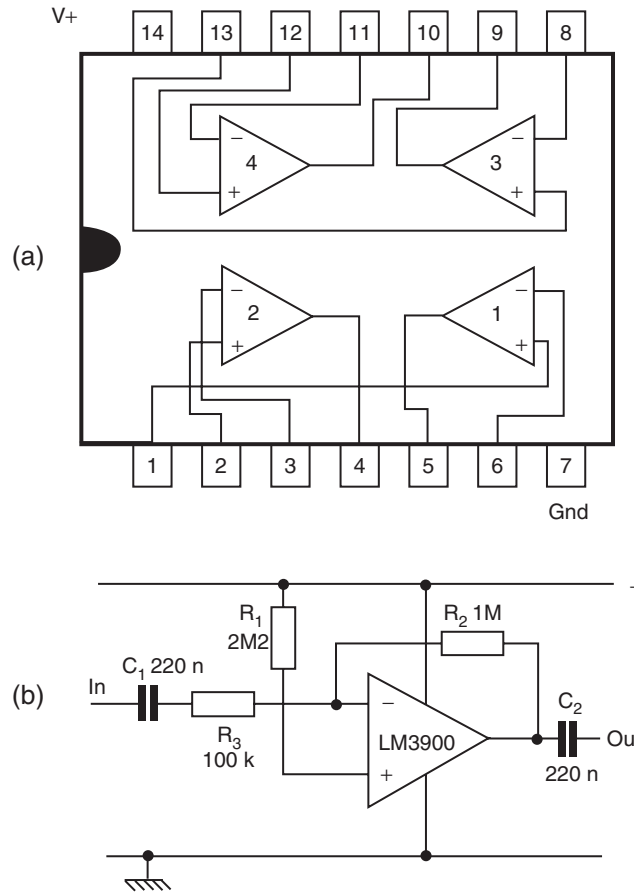 V+
14 13 12 11 10 9 8
− −
4 3
+ +
(a)
− −
2 1
+ +
1 2 3 4 5 6 7
Gnd
R1 R2 1M
2M2
C1 220 n
(b)
In − C2
LM3900
R3 Ou
100 k + 220 n